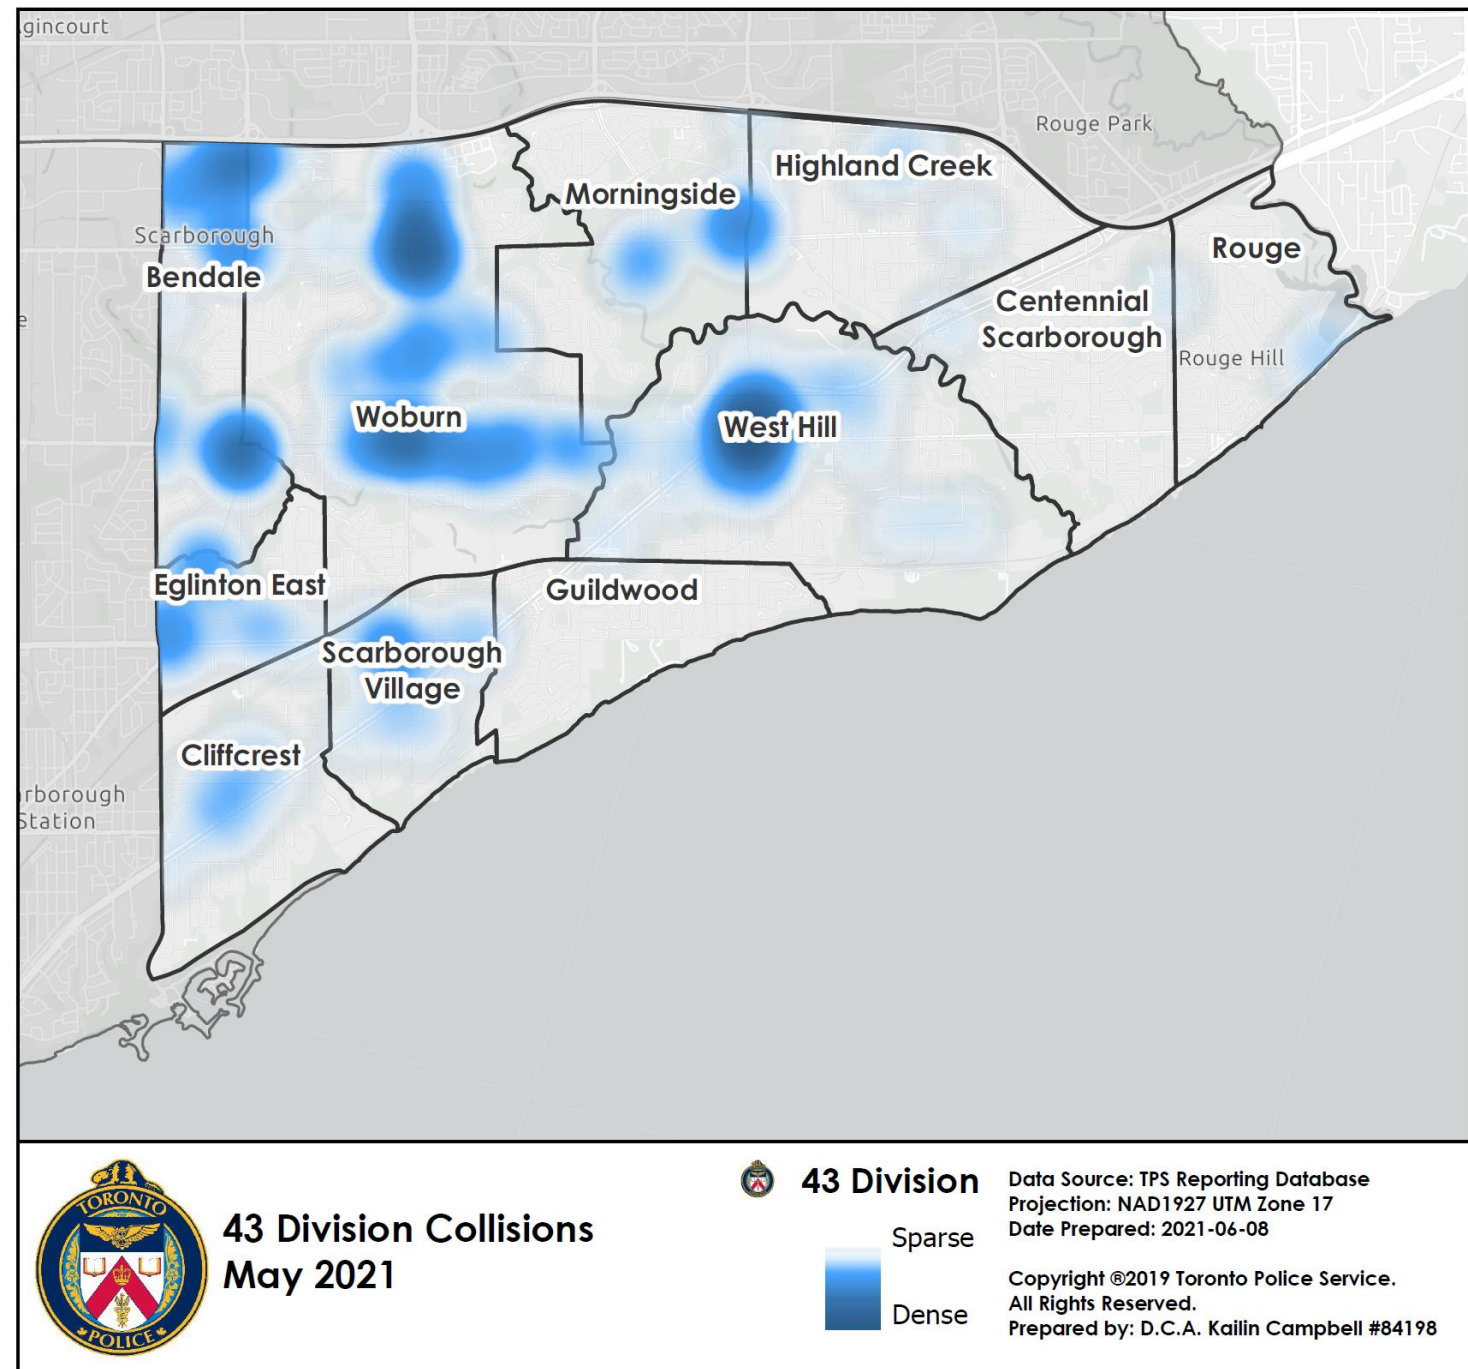 gincourt
Rouge Park
Highland Creek
Morningside
Scarborough
Bendale
Rouge
Centennial
Scarborough
Rouge Hill
e
Woburn
West Hill
Eglinton East
Guildwood
Scarborough
Village
Cliffcrest
rborough
Station
TORONTO
POLICE
43 Division Collisions
May 2021
43 Division
Sparse
Dense
Data Source: TPS Reporting Database
Projection: NAD1927 UTM Zone 17
Date Prepared: 2021-06-08
Copyright ®2019 Toronto Police Service.
All Rights Reserved.
Prepared by: D.C.A. Kailin Campbell #84198